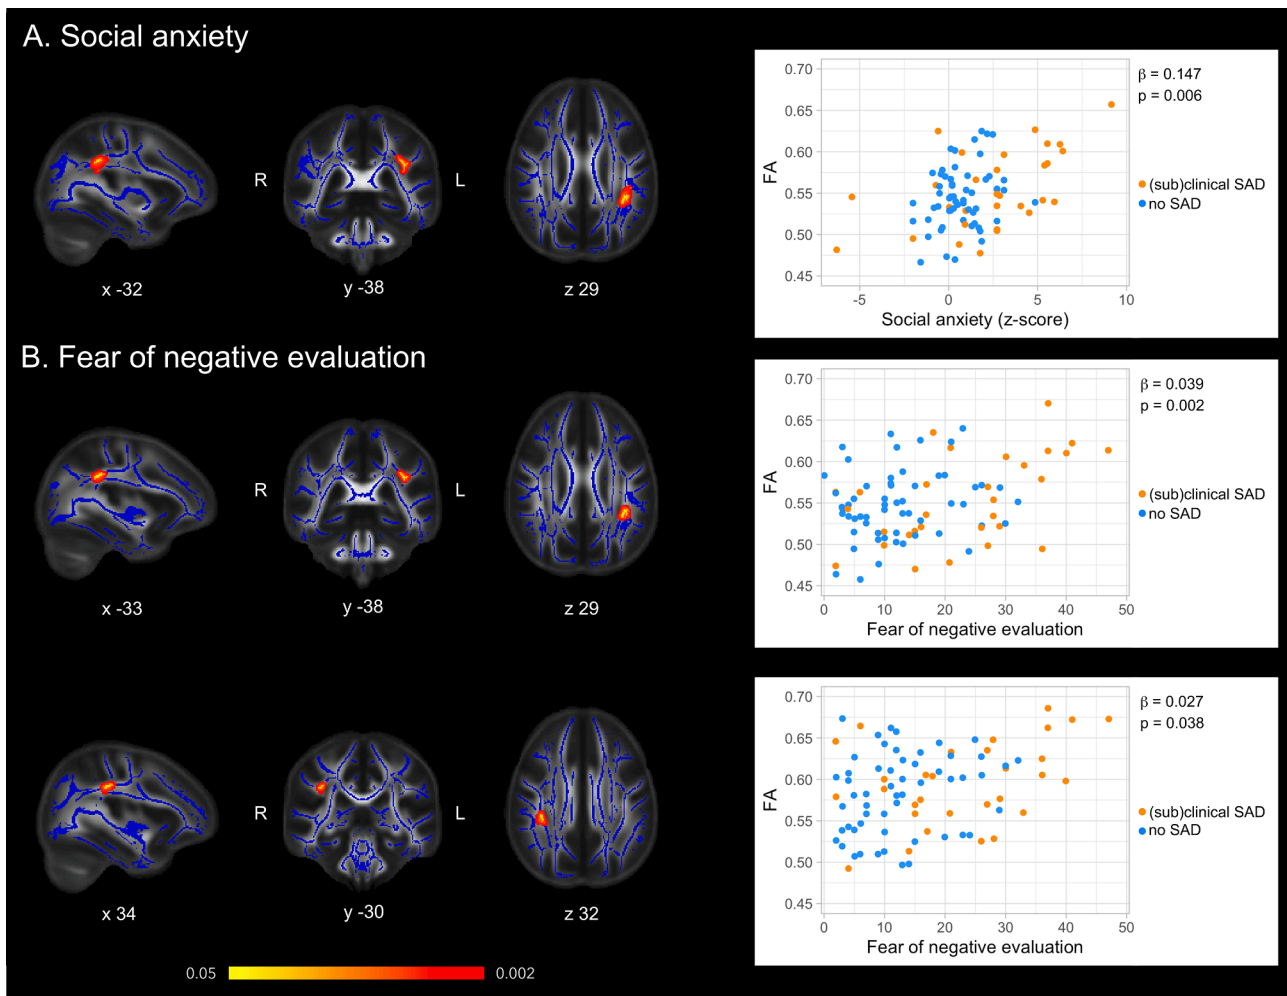 A. Social anxiety
R
L
x -32
y -38
z 29
0.70
0.65
0.60
0.55
0.50
0.45
FA
-5
0
5
10
Social anxiety (z-score)
β = 0.147
p = 0.006
(sub)clinical SAD
no SAD
B. Fear of negative evaluation
R
L
x -33
y -38
z 29
0.70
0.65
0.60
0.55
0.50
0.45
FA
0
10
20
30
40
50
Fear of negative evaluation
β = 0.039
p = 0.002
(sub)clinical SAD
no SAD
R
L
x 34
y -30
z 32
0.70
0.65
0.60
0.55
0.50
0.45
FA
0
10
20
30
40
50
Fear of negative evaluation
β = 0.027
p = 0.038
(sub)clinical SAD
no SAD
0.05
0.002